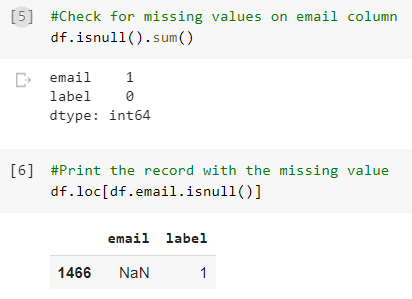 [5] #Check for missing values on email column
df.isnull().sum()
email 1
label 0
dtype: int64
[6] #Print the record with the missing value
df.loc[df.email.isnull()]
email label
1466 NaN 1